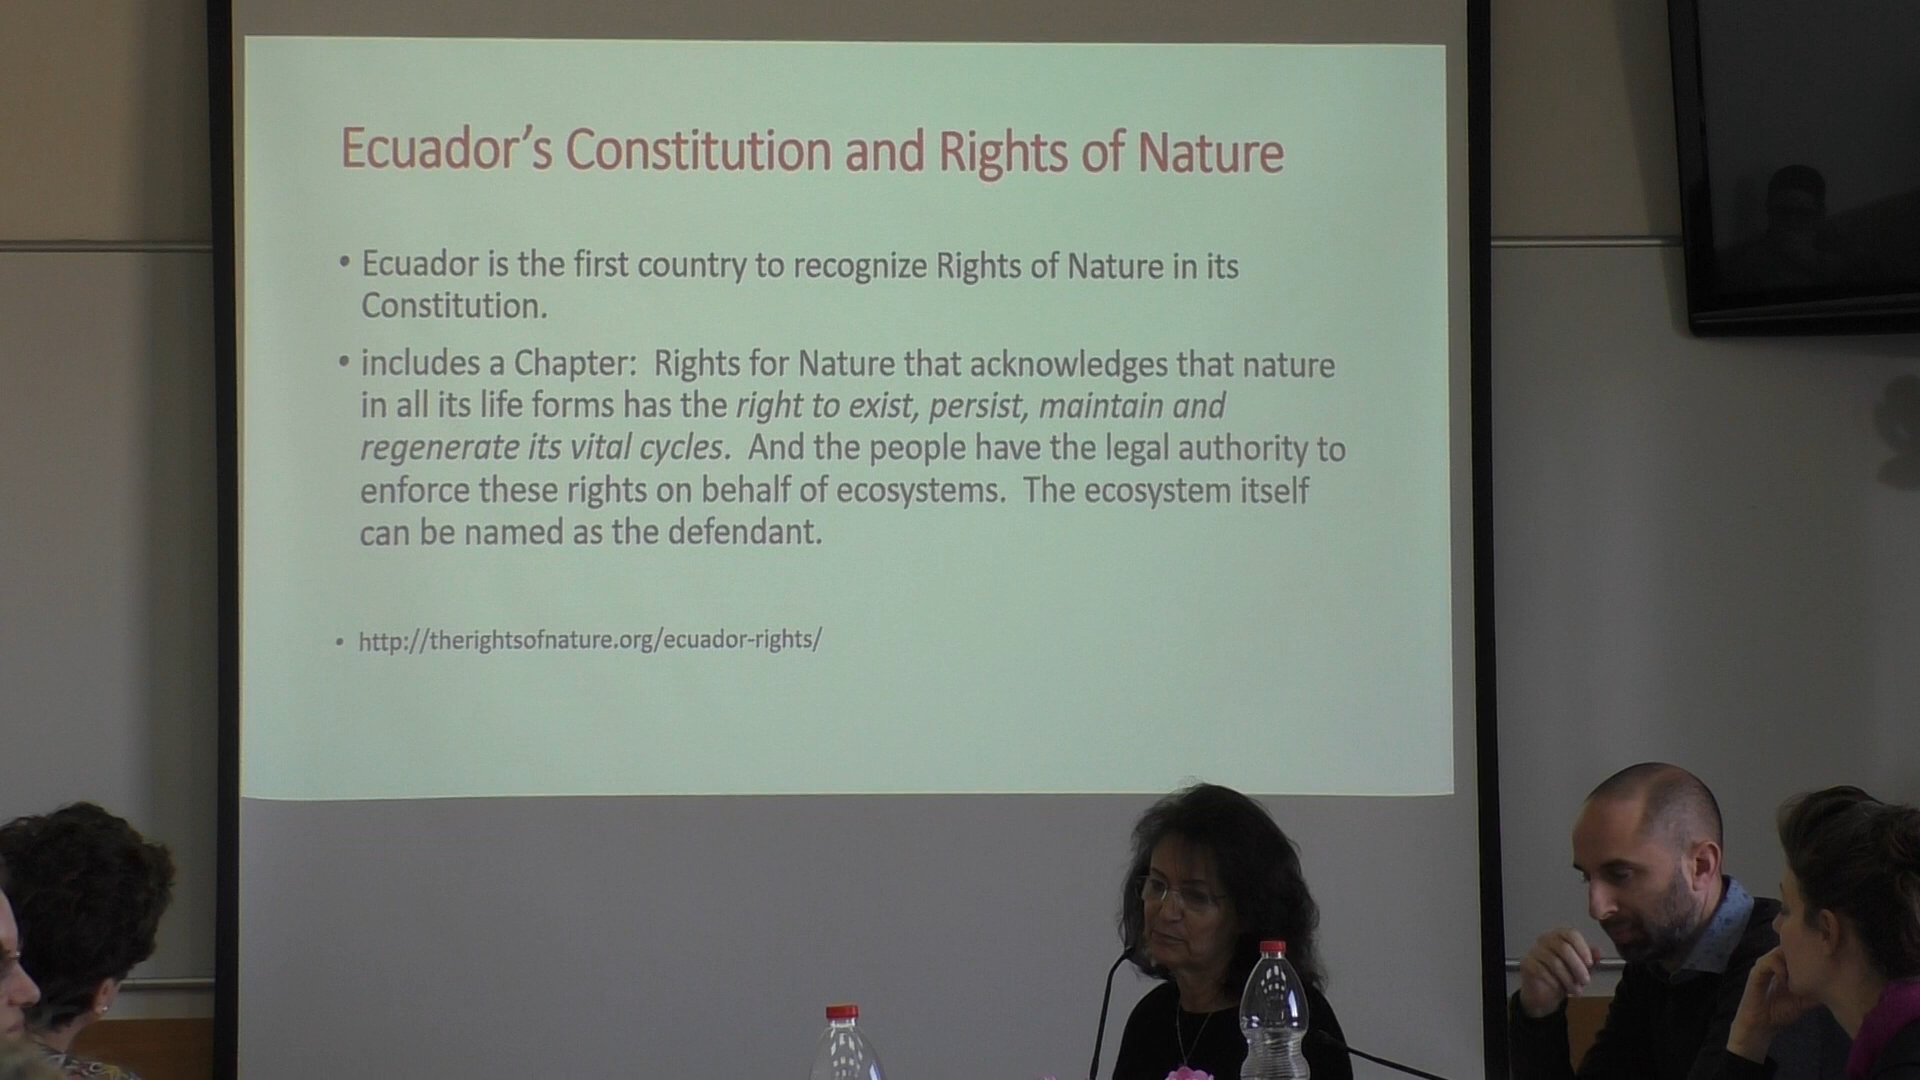 Ecuador’s Constitution and Rights of Nature
• Ecuador is the first country to recognize Rights of Nature in its
Constitution.
• includes a Chapter:  Rights for Nature that acknowledges that nature
in all its life forms has the right to exist, persist, maintain and
regenerate its vital cycles.  And the people have the legal authority to
enforce these rights on behalf of ecosystems.  The ecosystem itself
can be named as the defendant.
• http://therightsofnature.org/ecuador-rights/